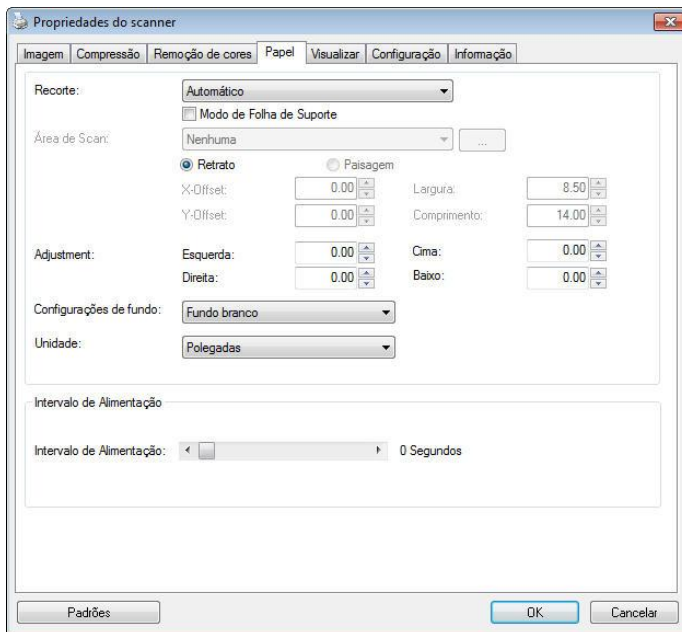 Propriedades do scanner
Imagem Compressão Remoção de cores Papel Visualizar Configuração Informação
Recorte: Automático
Modo de Folha de Suporte
Área de Scan: Nenhuma ...
Retrato Paisagem
X-Offset: 0.00 Largura: 8.50
Y-Offset: 0.00 Comprimento: 14.00
Adjustment: Esquerda: 0.00 Cima: 0.00
Direita: 0.00 Baixo: 0.00
Configurações de fundo: Fundo branco
Unidade: Polegadas
Intervalo de Alimentação
Intervalo de Alimentação: 0 Segundos
Padrões OK Cancelar